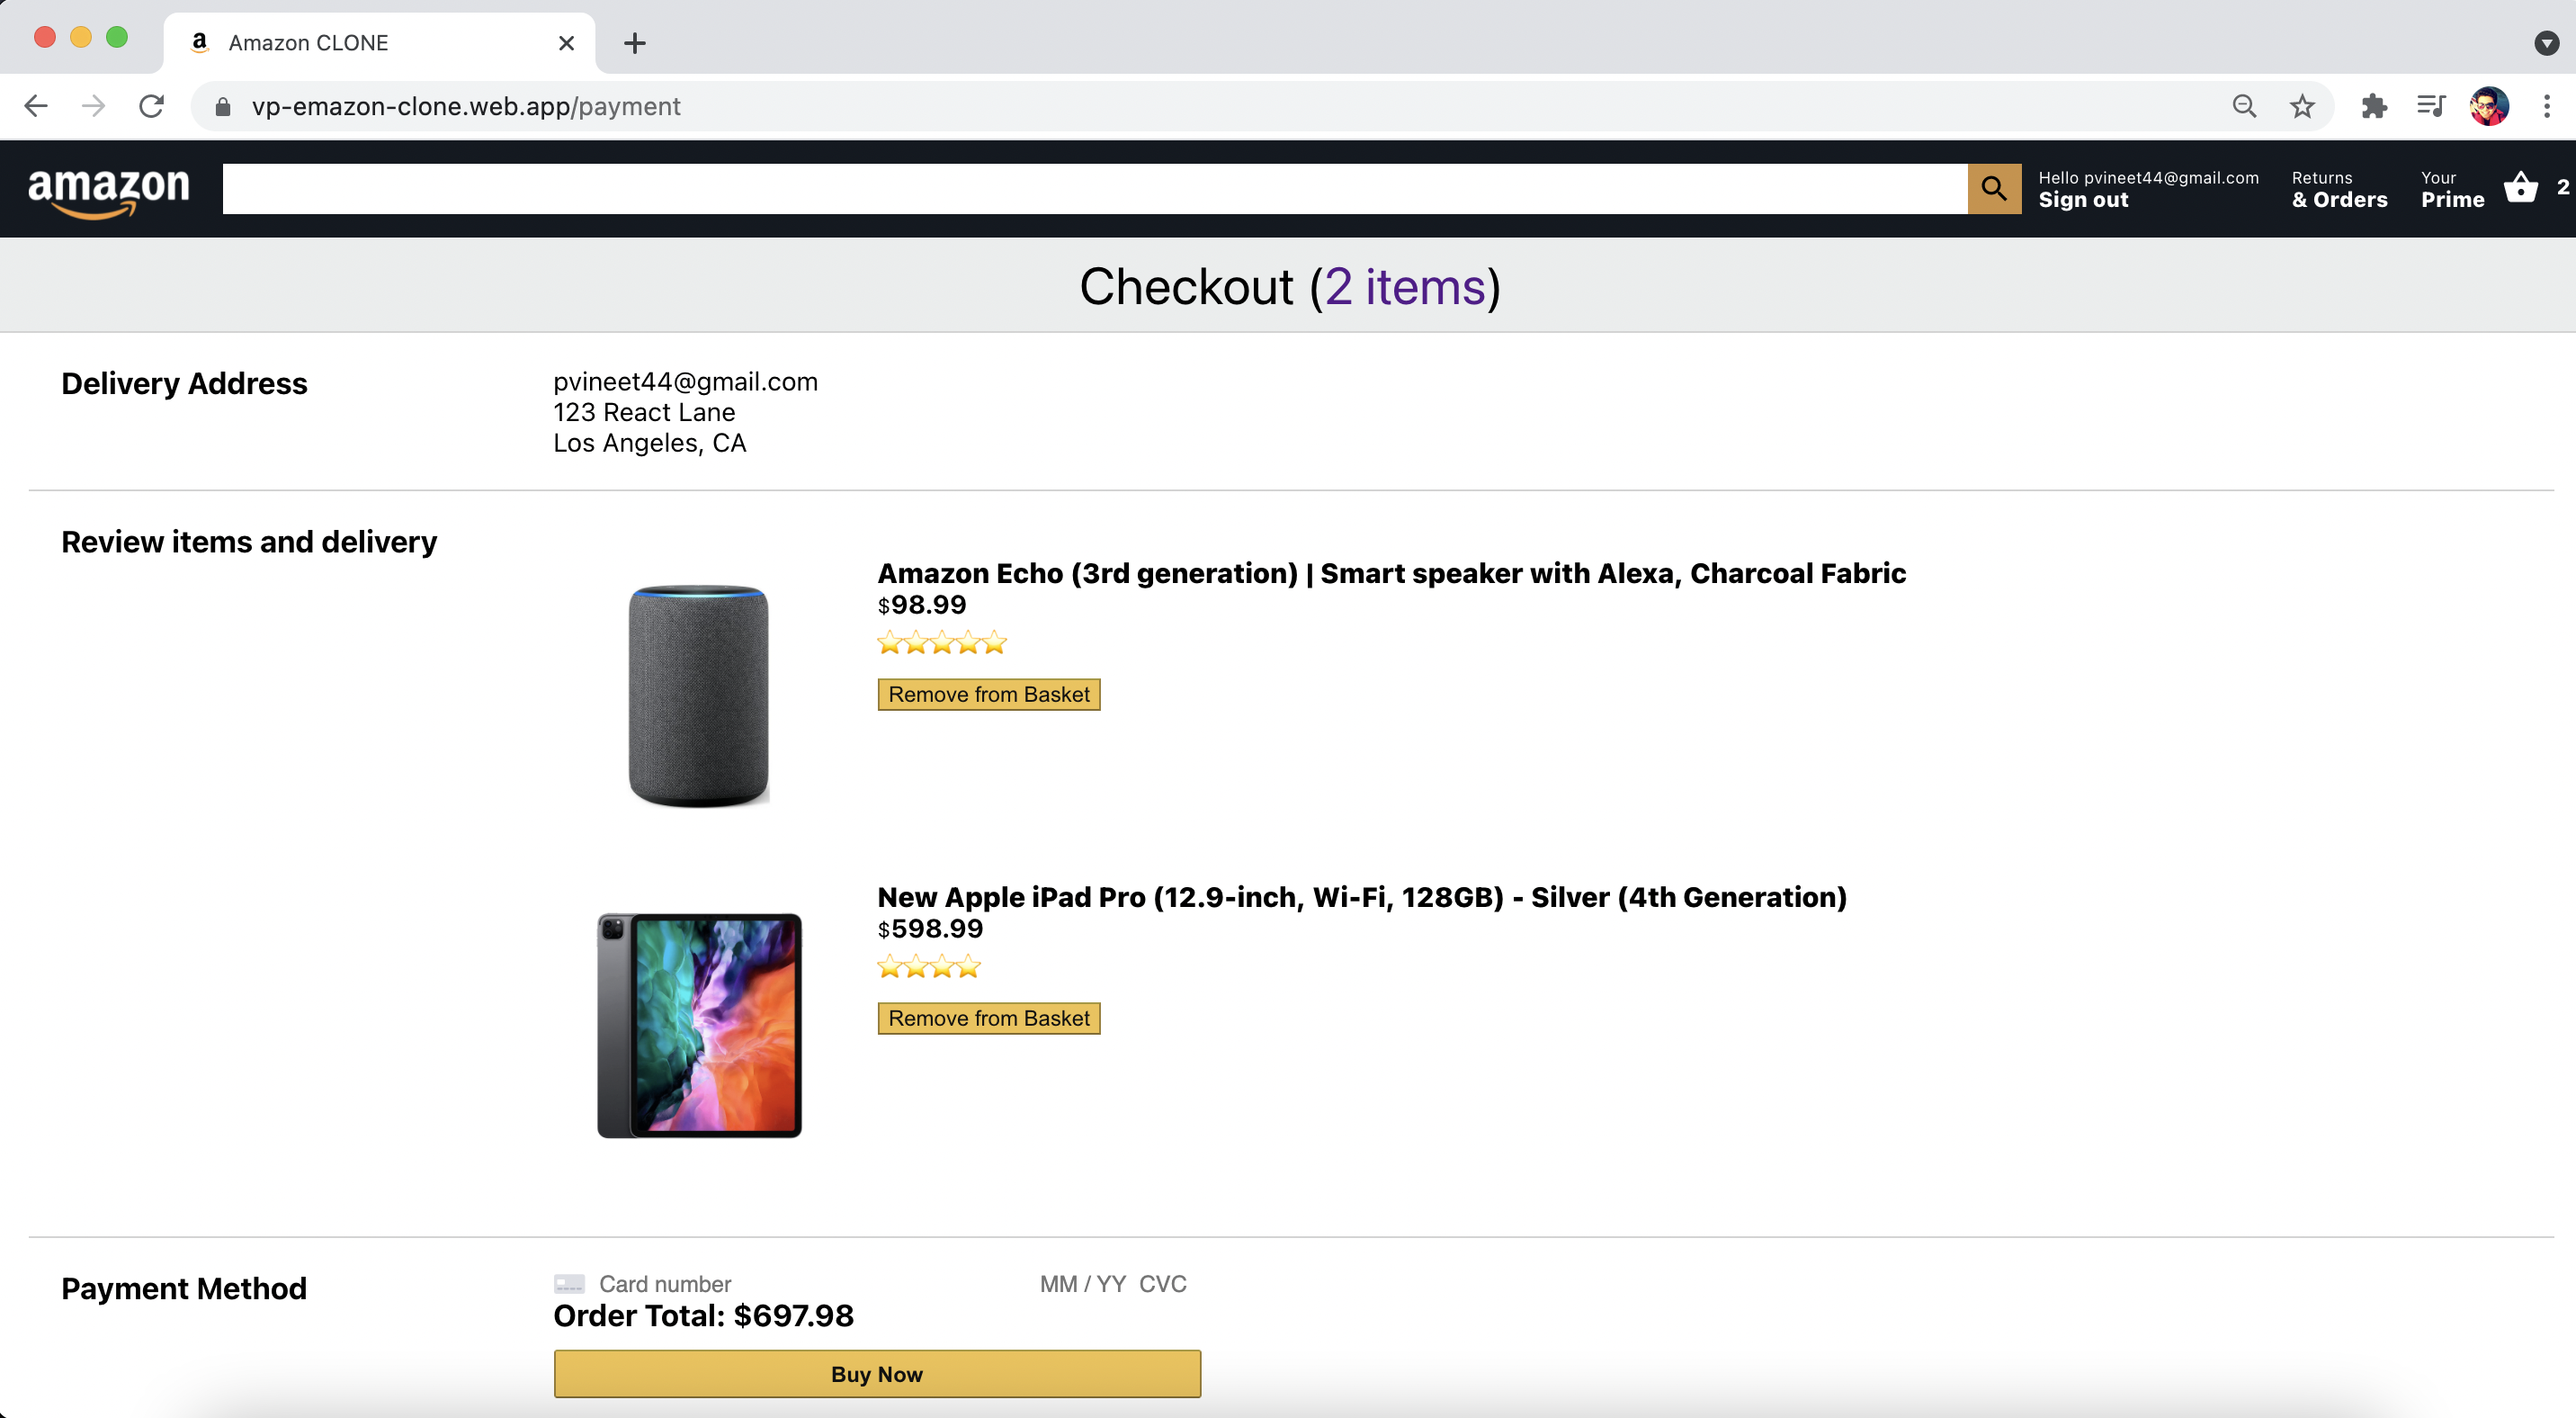 a Amazon CLONE
vp-emazon-clone.web.app/payment
amazon
Hello pvineet44@gmail.com
Sign out
Returns
& Orders
Your
Prime
2
Checkout (2 items)
Delivery Address
pvineet44@gmail.com
123 React Lane
Los Angeles, CA
Review items and delivery
Amazon Echo (3rd generation) | Smart speaker with Alexa, Charcoal Fabric
$98.99
Remove from Basket
New Apple iPad Pro (12.9-inch, Wi-Fi, 128GB) - Silver (4th Generation)
$598.99
Remove from Basket
Payment Method
Card number MM / YY CVC
Order Total: $697.98
Buy Now